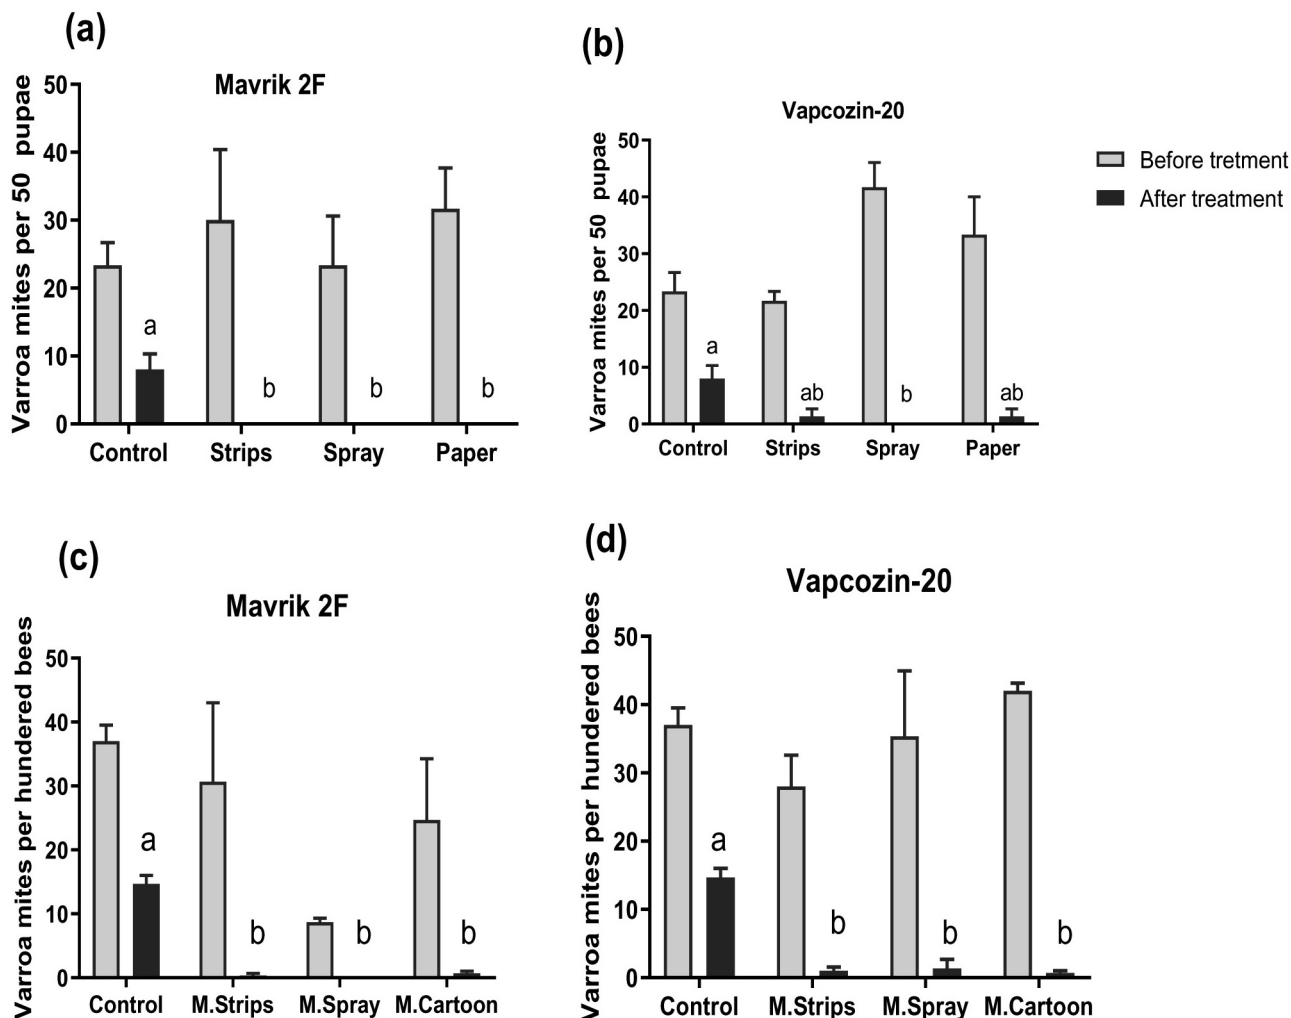 (a)
Mavrik 2F
Varroa mites per 50 pupae
50
40
30
20
10
0
a
b
b
b
Control
Strips
Spray
Paper
(b)
Vapcozin-20
Varroa mites per 50 pupae
50
40
30
20
10
0
a
ab
b
ab
Control
Strips
Spray
Paper
Before tretment
After treatment
(c)
Mavrik 2F
Varroa mites per hundered bees
50
40
30
20
10
0
a
b
b
b
Control
M.Strips
M.Spray
M.Cartoon
(d)
Vapcozin-20
Varroa mites per hundered bees
50
40
30
20
10
0
a
b
b
b
Control
M.Strips
M.Spray
M.Cartoon